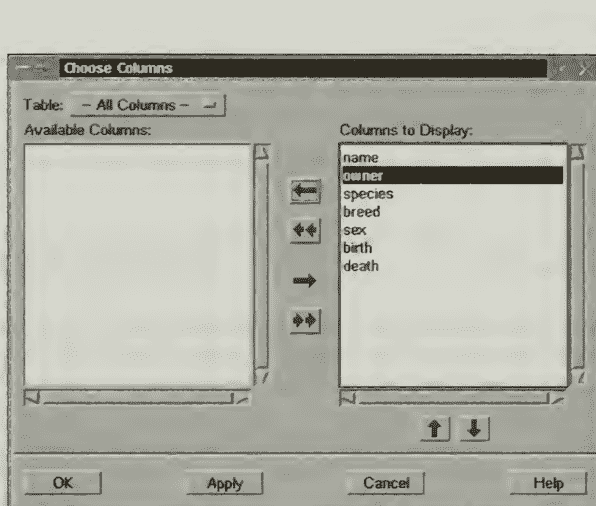 Choose Columns
Table: - All Columns -
Available Columns:
Columns to Display:
name
owner
species
breed
sex
birth
death
OK
Apply
Cancel
Help